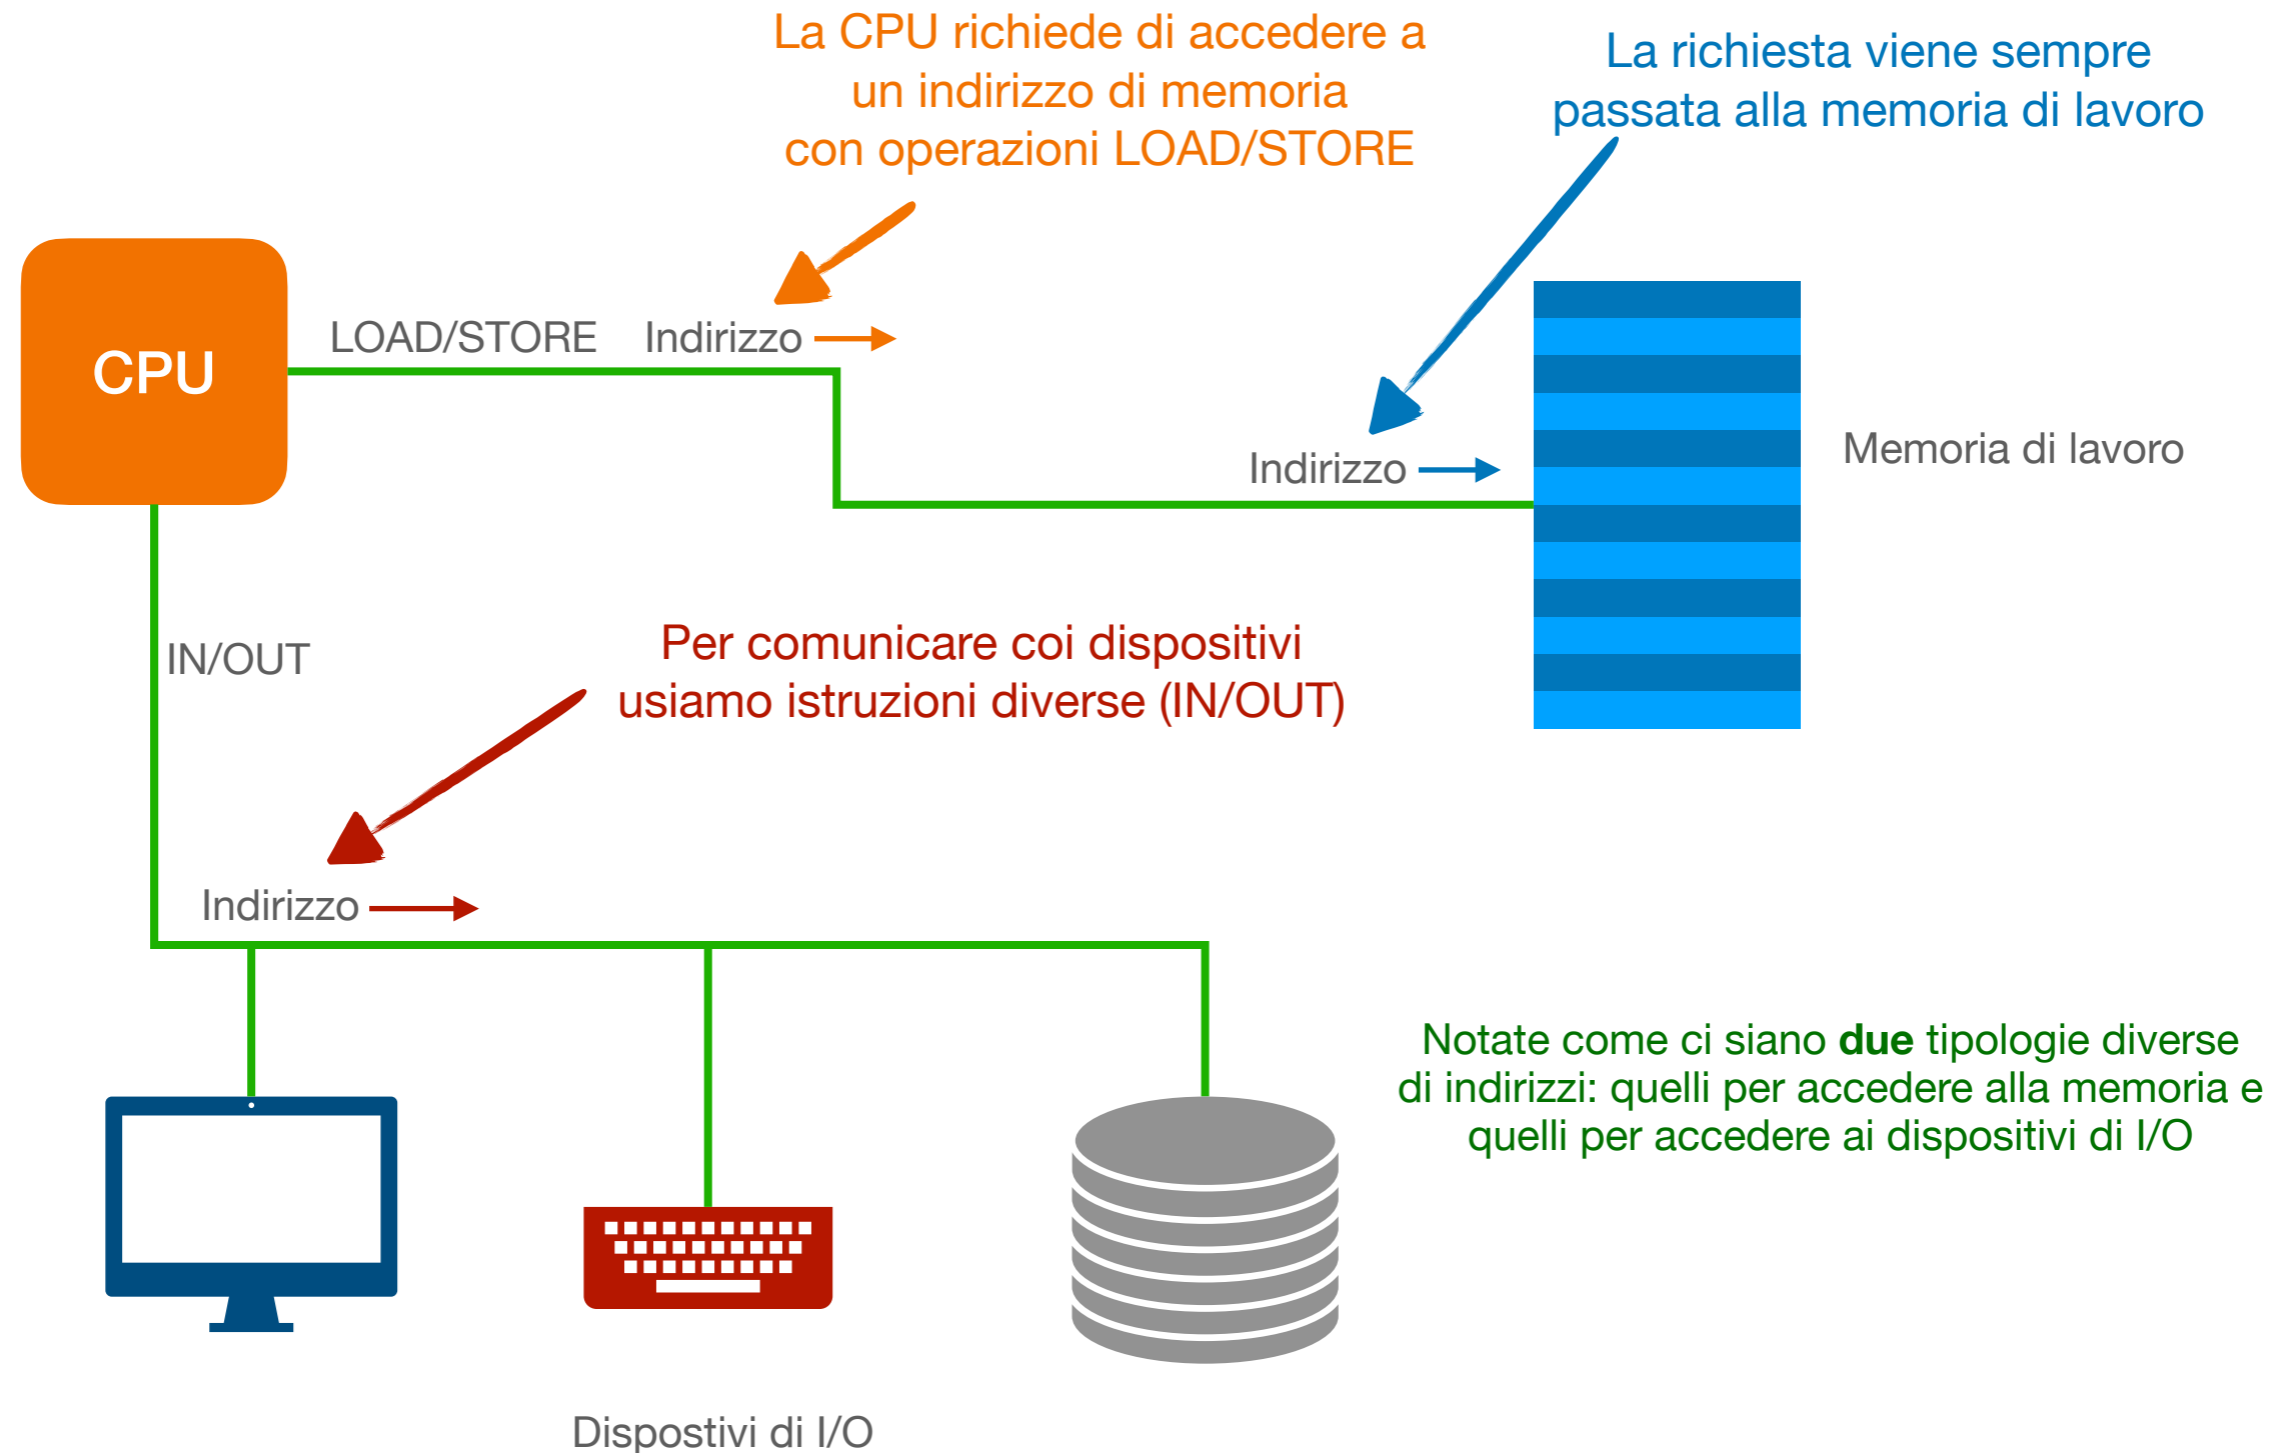 La CPU richiede di accedere a
un indirizzo di memoria
con operazioni LOAD/STORE
La richiesta viene sempre
passata alla memoria di lavoro
CPU
LOAD/STORE
Indirizzo
Indirizzo
Memoria di lavoro
IN/OUT
Per comunicare coi dispositivi
usiamo istruzioni diverse (IN/OUT)
Indirizzo
Notate come ci siano due tipologie diverse
di indirizzi: quelli per accedere alla memoria e
quelli per accedere ai dispositivi di I/O
Dispostivi di I/O